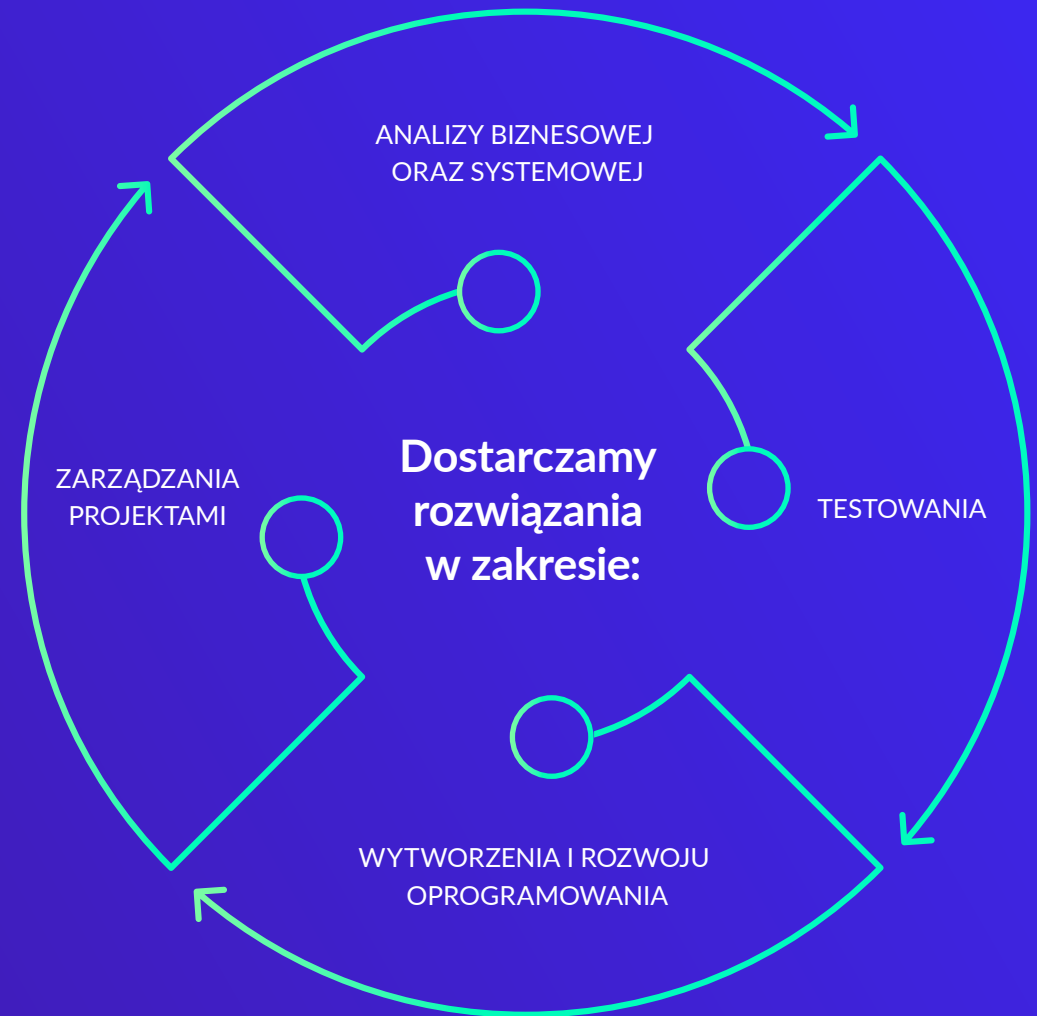 ANALIZY BIZNESOWEJ
ORAZ SYSTEMOWEJ
ZARZĄDZANIA
PROJEKTAMI
Dostarczamy
rozwiązania
w zakresie:
TESTOWANIA
WYTWORZENIA I ROZWOJU
OPROGRAMOWANIA